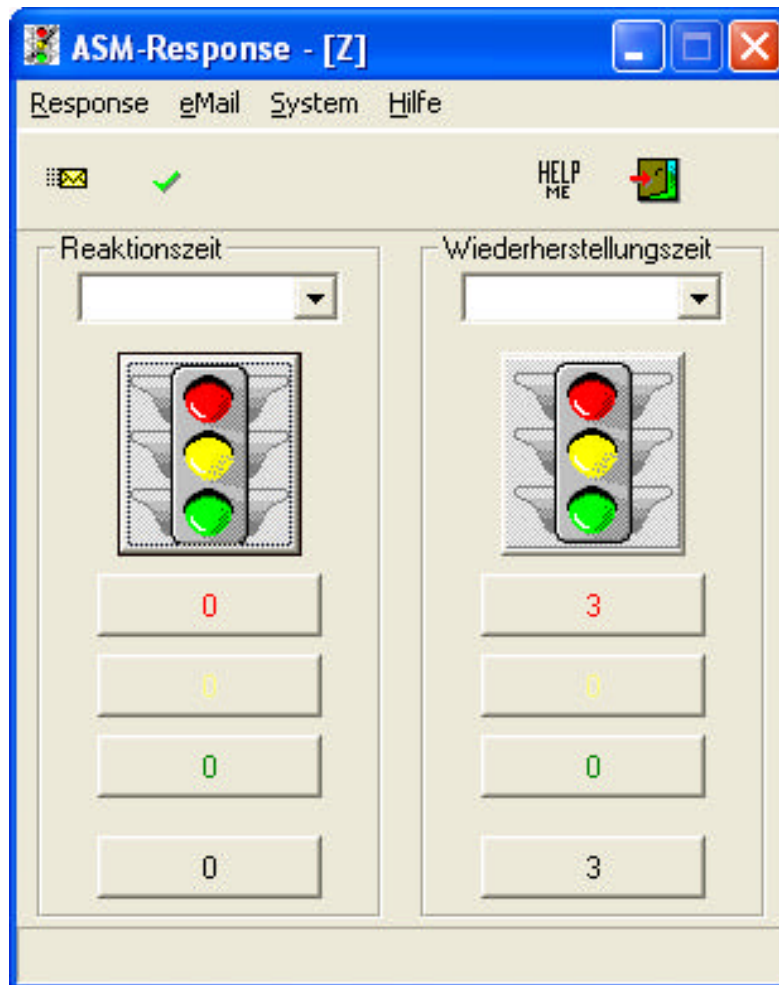 ASM-Response - [Z]
Response eMail System Hilfe
HELP
ME
Reaktionszeit
Wiederherstellungszeit
0
3
0
0
0
0
0
3